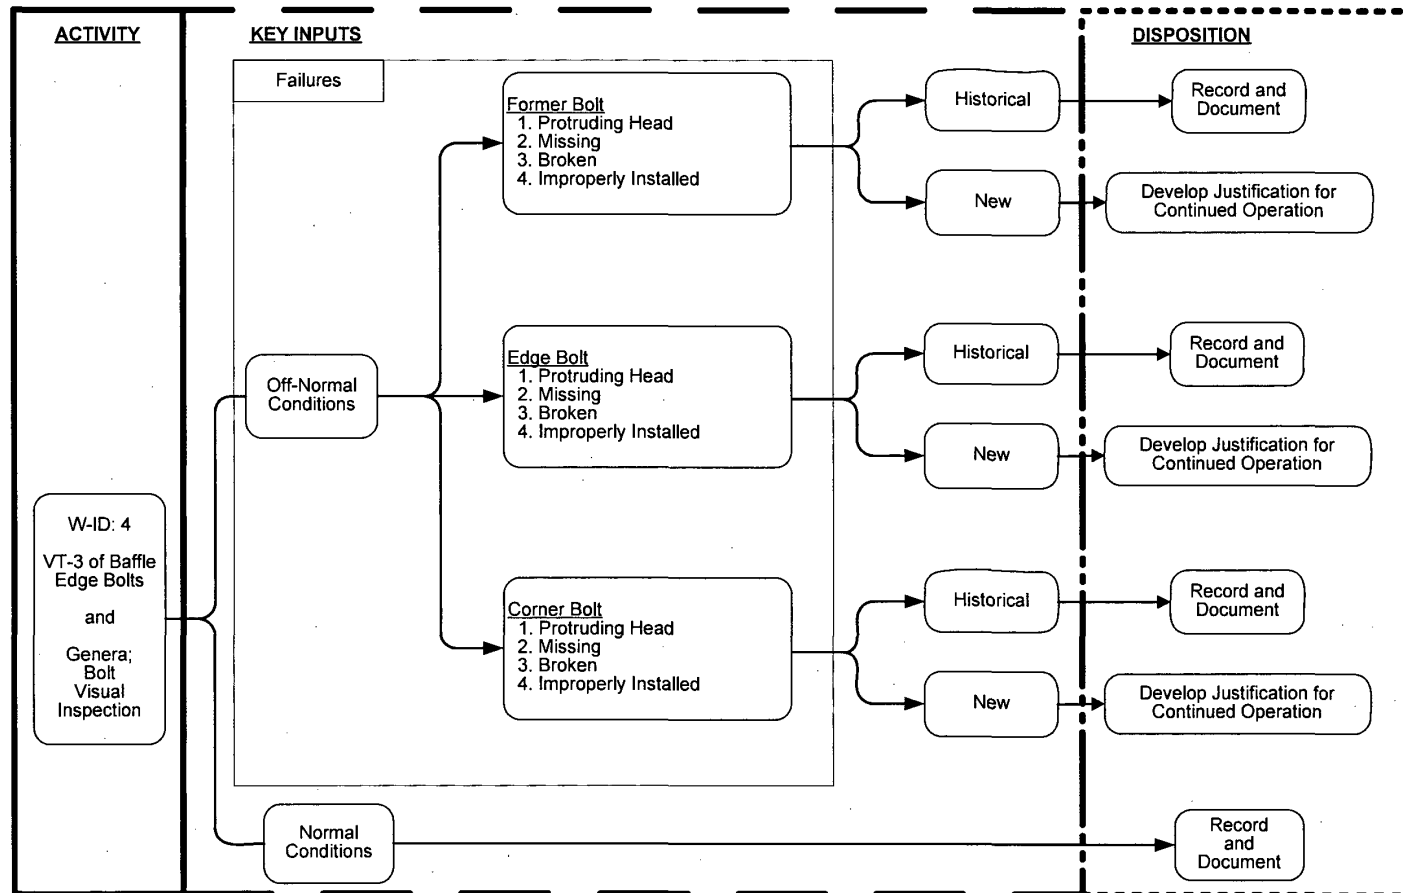 ACTIVITY
KEY INPUTS
DISPOSITION
Failures
Former Bolt
1. Protruding Head
2. Missing
3. Broken
4. Improperly Installed
Historical
Record and
Document
New
Develop Justification for
Continued Operation
Off-Normal
Conditions
Edge Bolt
1. Protruding Head
2. Missing
3. Broken
4. Improperly Installed
Historical
Record and
Document
New
Develop Justification for
Continued Operation
W-ID: 4
VT-3 of Baffle
Edge Bolts
and
Genera;
Bolt
Visual
Inspection
Corner Bolt
1. Protruding Head
2. Missing
3. Broken
4. Improperly Installed
Historical
Record and
Document
New
Develop Justification for
Continued Operation
Normal
Conditions
Record
and
Document